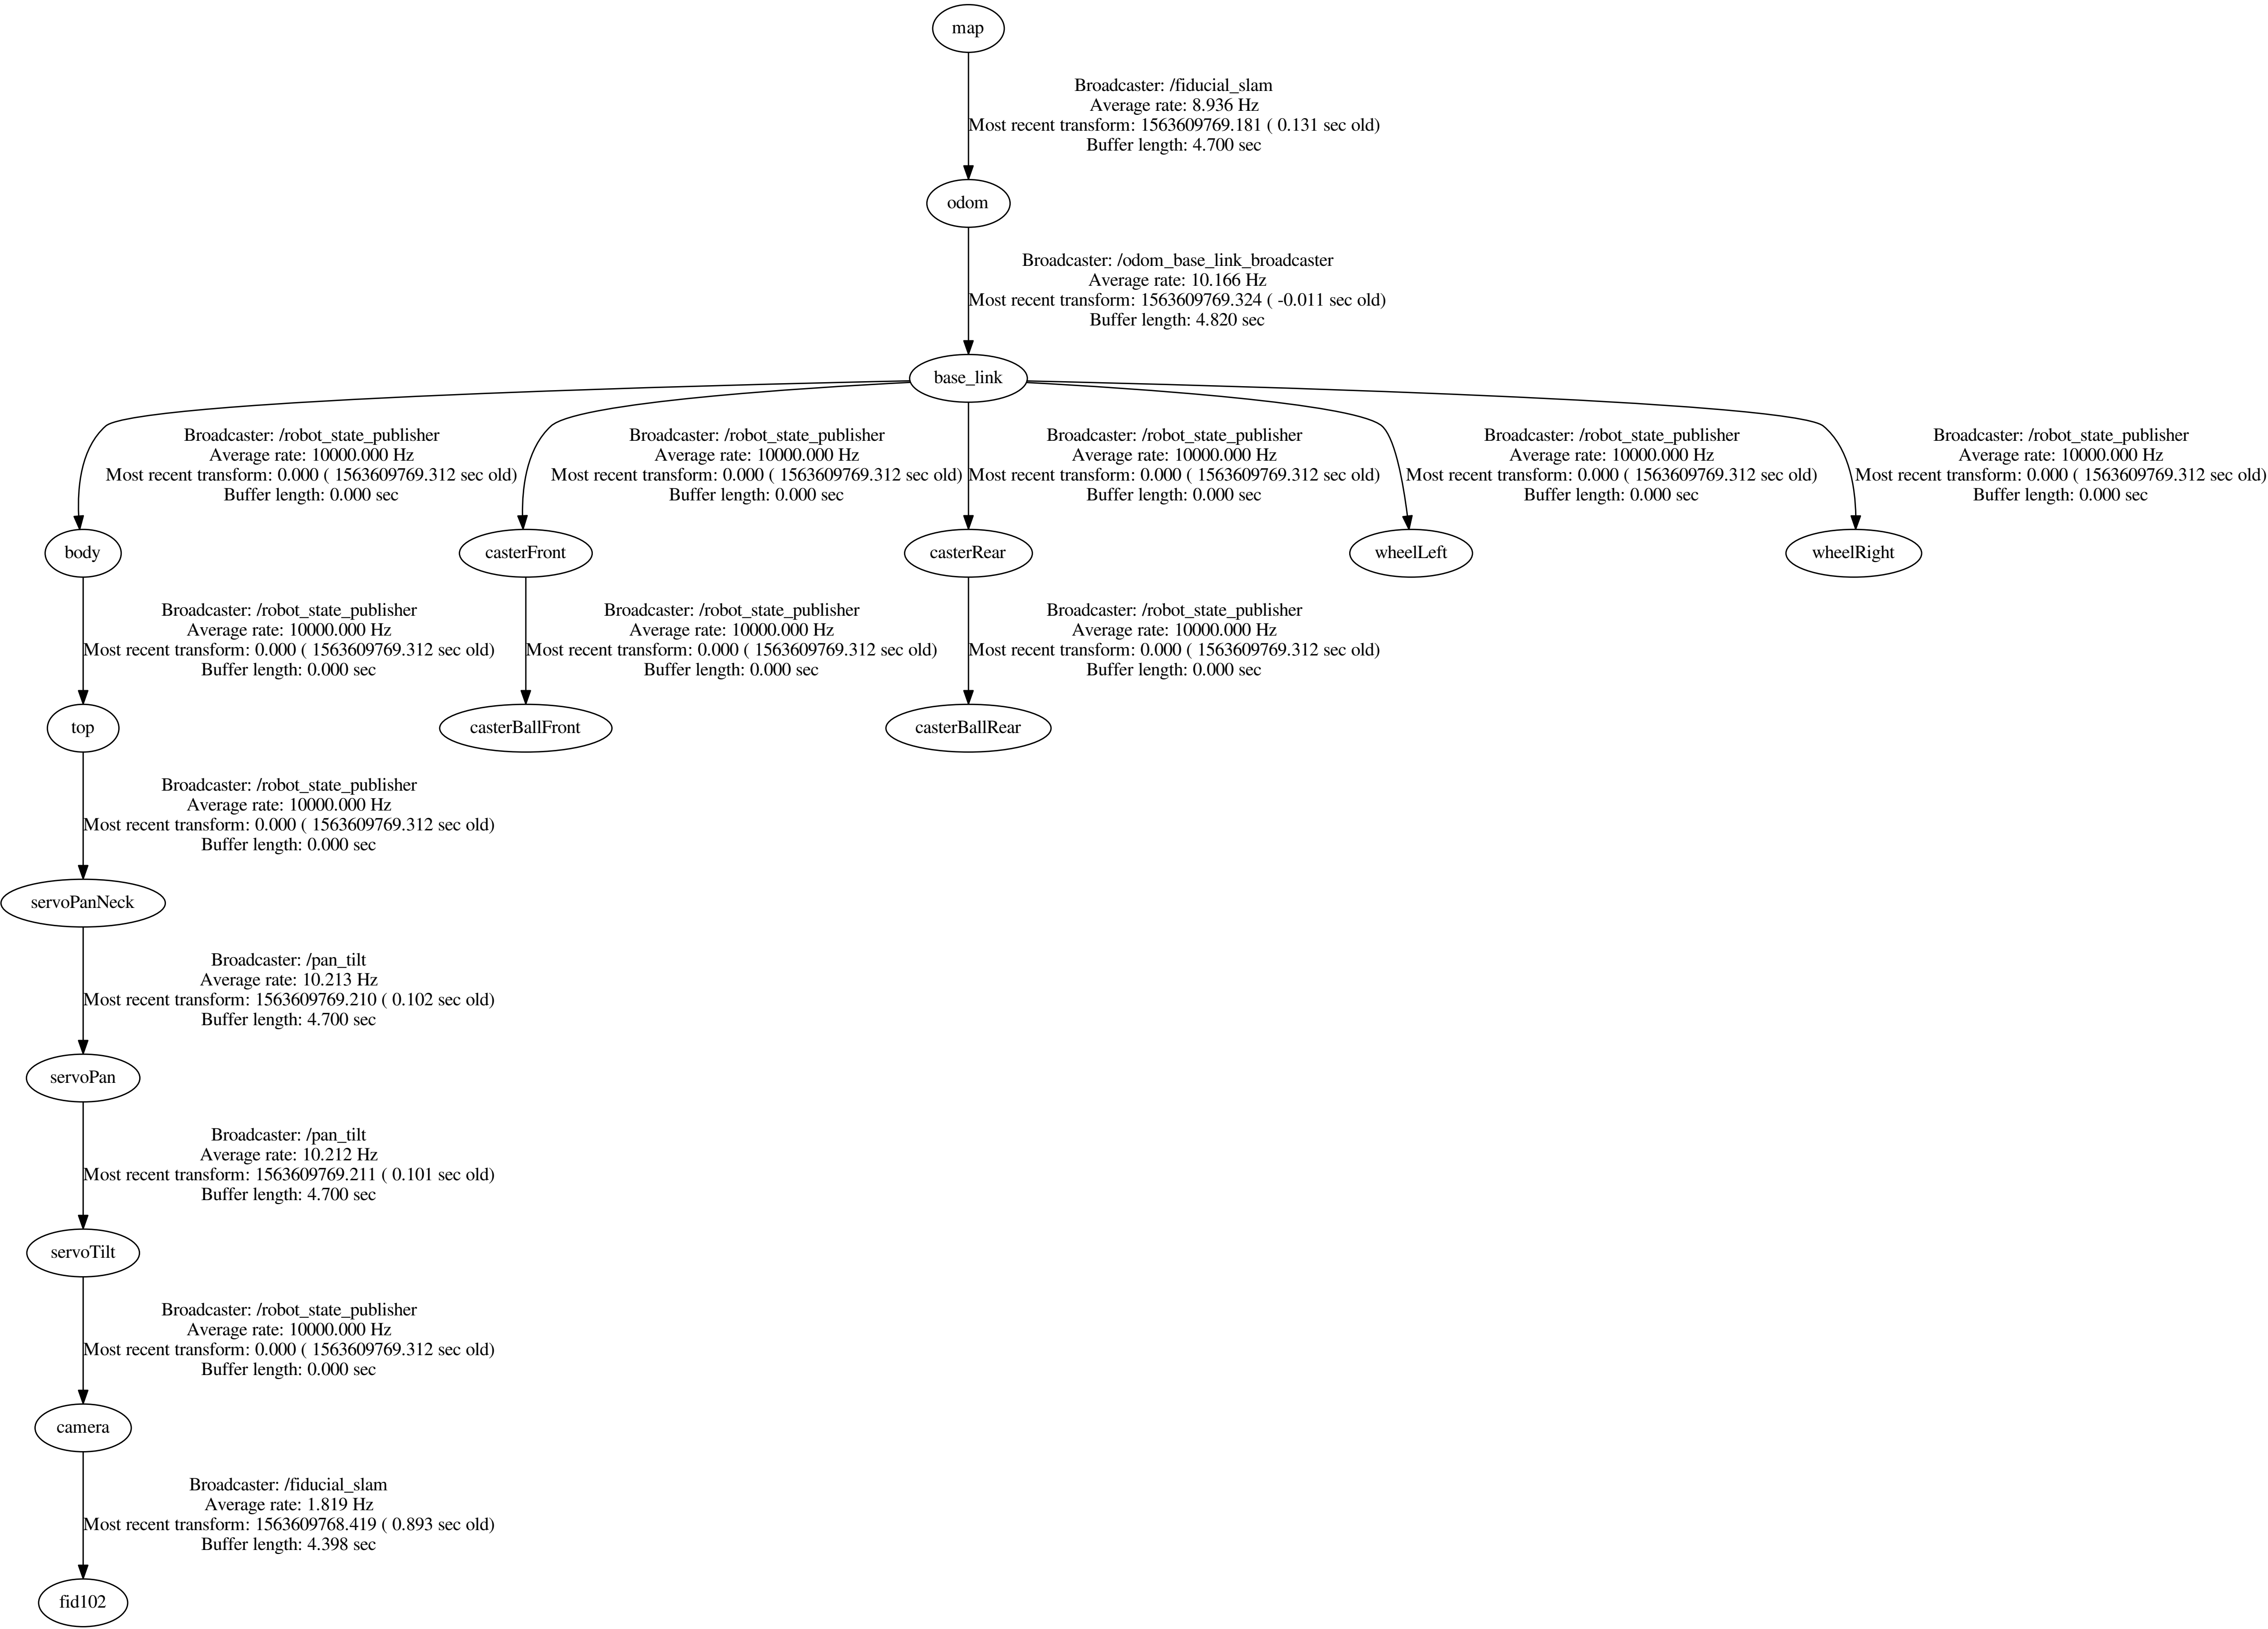 map
Broadcaster: /fiducial_slam
Average rate: 8.936 Hz
Most recent transform: 1563609769.181 ( 0.131 sec old)
Buffer length: 4.700 sec
odom
Broadcaster: /odom_base_link_broadcaster
Average rate: 10.166 Hz
Most recent transform: 1563609769.324 ( -0.011 sec old)
Buffer length: 4.820 sec
base_link
Broadcaster: /robot_state_publisher
Average rate: 10000.000 Hz
Most recent transform: 0.000 ( 1563609769.312 sec old)
Buffer length: 0.000 sec
Broadcaster: /robot_state_publisher
Average rate: 10000.000 Hz
Most recent transform: 0.000 ( 1563609769.312 sec old)
Buffer length: 0.000 sec
Broadcaster: /robot_state_publisher
Average rate: 10000.000 Hz
Most recent transform: 0.000 ( 1563609769.312 sec old)
Buffer length: 0.000 sec
Broadcaster: /robot_state_publisher
Average rate: 10000.000 Hz
Most recent transform: 0.000 ( 1563609769.312 sec old)
Buffer length: 0.000 sec
Broadcaster: /robot_state_publisher
Average rate: 10000.000 Hz
Most recent transform: 0.000 ( 1563609769.312 sec old)
Buffer length: 0.000 sec
body
casterFront
casterRear
wheelLeft
wheelRight
Broadcaster: /robot_state_publisher
Average rate: 10000.000 Hz
Most recent transform: 0.000 ( 1563609769.312 sec old)
Buffer length: 0.000 sec
Broadcaster: /robot_state_publisher
Average rate: 10000.000 Hz
Most recent transform: 0.000 ( 1563609769.312 sec old)
Buffer length: 0.000 sec
Broadcaster: /robot_state_publisher
Average rate: 10000.000 Hz
Most recent transform: 0.000 ( 1563609769.312 sec old)
Buffer length: 0.000 sec
top
casterBallFront
casterBallRear
Broadcaster: /robot_state_publisher
Average rate: 10000.000 Hz
Most recent transform: 0.000 ( 1563609769.312 sec old)
Buffer length: 0.000 sec
servoPanNeck
Broadcaster: /pan_tilt
Average rate: 10.213 Hz
Most recent transform: 1563609769.210 ( 0.102 sec old)
Buffer length: 4.700 sec
servoPan
Broadcaster: /pan_tilt
Average rate: 10.212 Hz
Most recent transform: 1563609769.211 ( 0.101 sec old)
Buffer length: 4.700 sec
servoTilt
Broadcaster: /robot_state_publisher
Average rate: 10000.000 Hz
Most recent transform: 0.000 ( 1563609769.312 sec old)
Buffer length: 0.000 sec
camera
Broadcaster: /fiducial_slam
Average rate: 1.819 Hz
Most recent transform: 1563609768.419 ( 0.893 sec old)
Buffer length: 4.398 sec
fid102